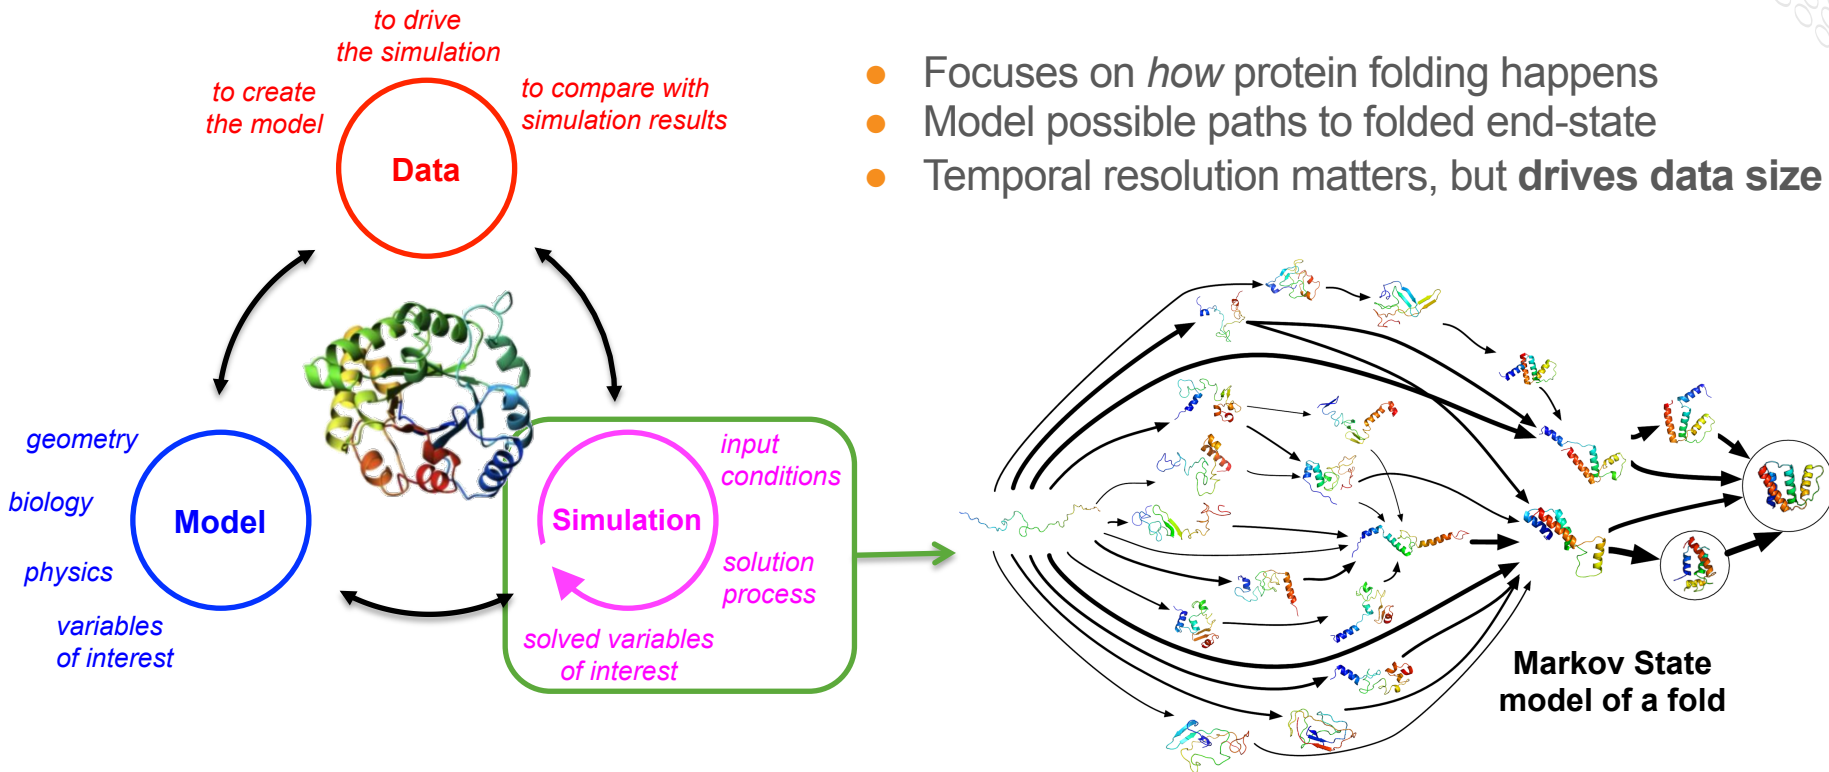 to drive
the simulation
to create
the model
to compare with
simulation results
Data
geometry
biology
Model
physics
variables
of interest
input
conditions
Simulation
solution
process
solved variables
of interest
● Focuses on how protein folding happens
● Model possible paths to folded end-state
● Temporal resolution matters, but drives data size
Markov State
model of a fold